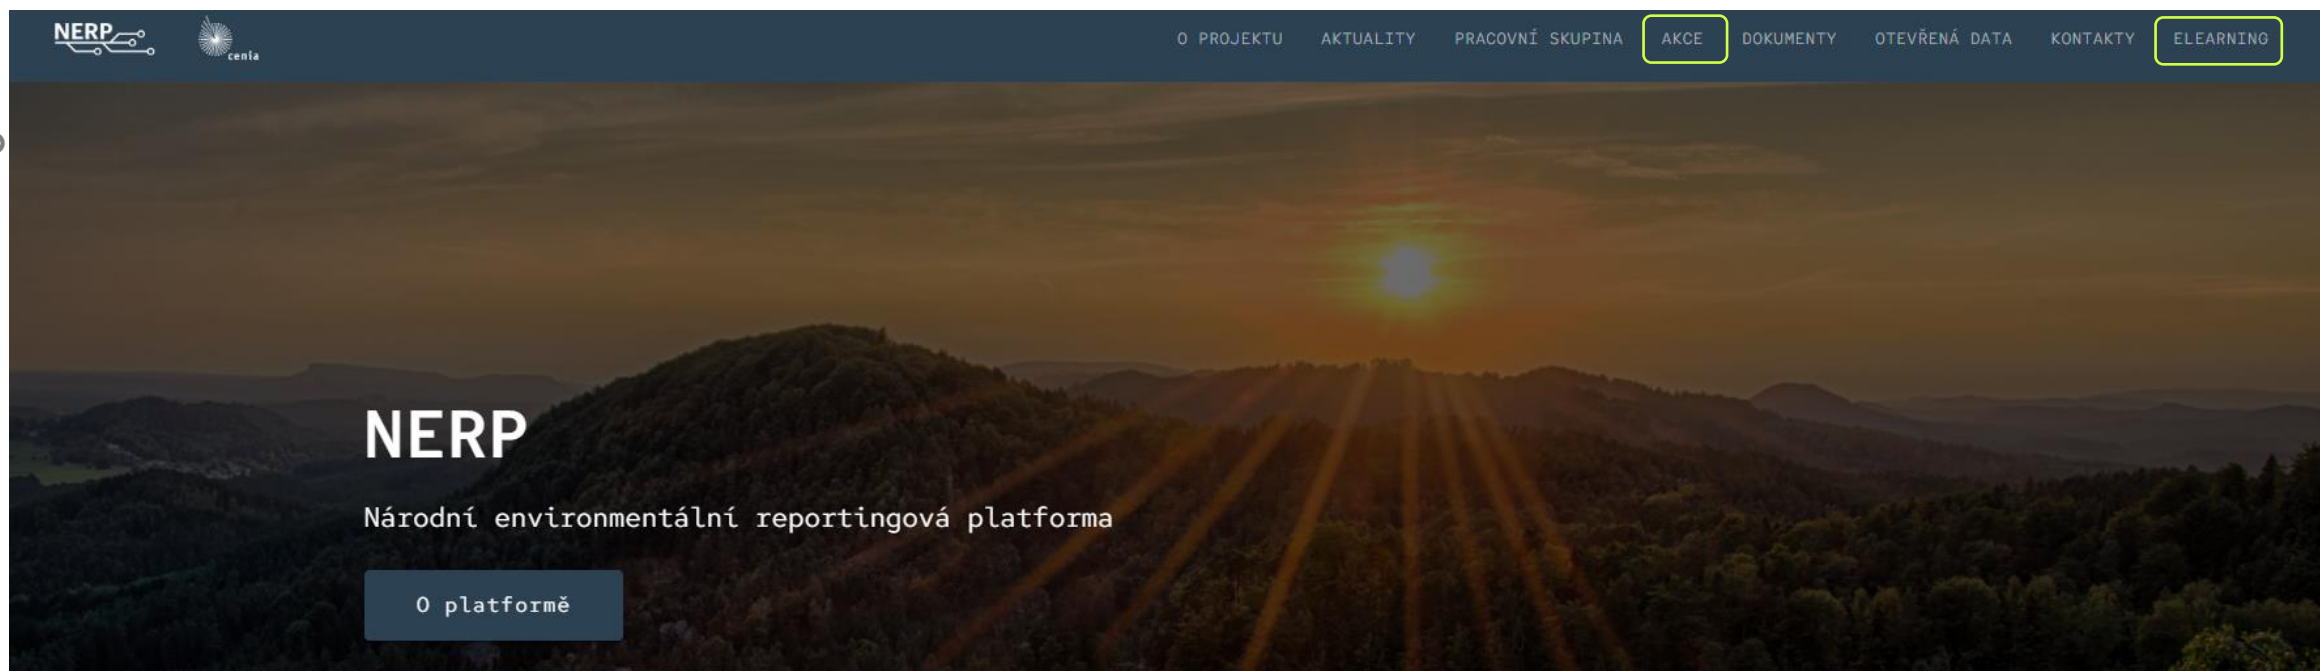 NERP cenia O PROJEKTU AKTUALITY PRACOVNÍ SKUPINA AKCE DOKUMENTY OTEVŘENÁ DATA KONTAKTY ELEARNING
NERP
Národní environmentální reportingová platforma
O platformě